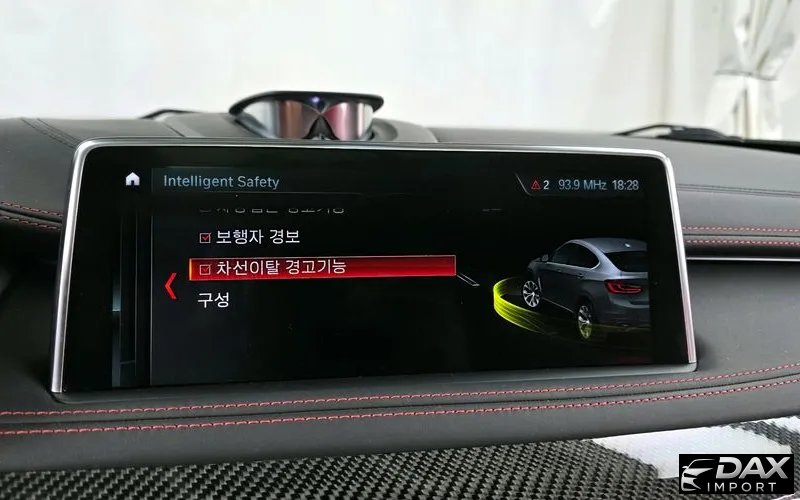 Intelligent Safety
2 93.9 MHz 18:28
보행자 경보
차선이탈 경고기능
구성
DAX
IMPORT